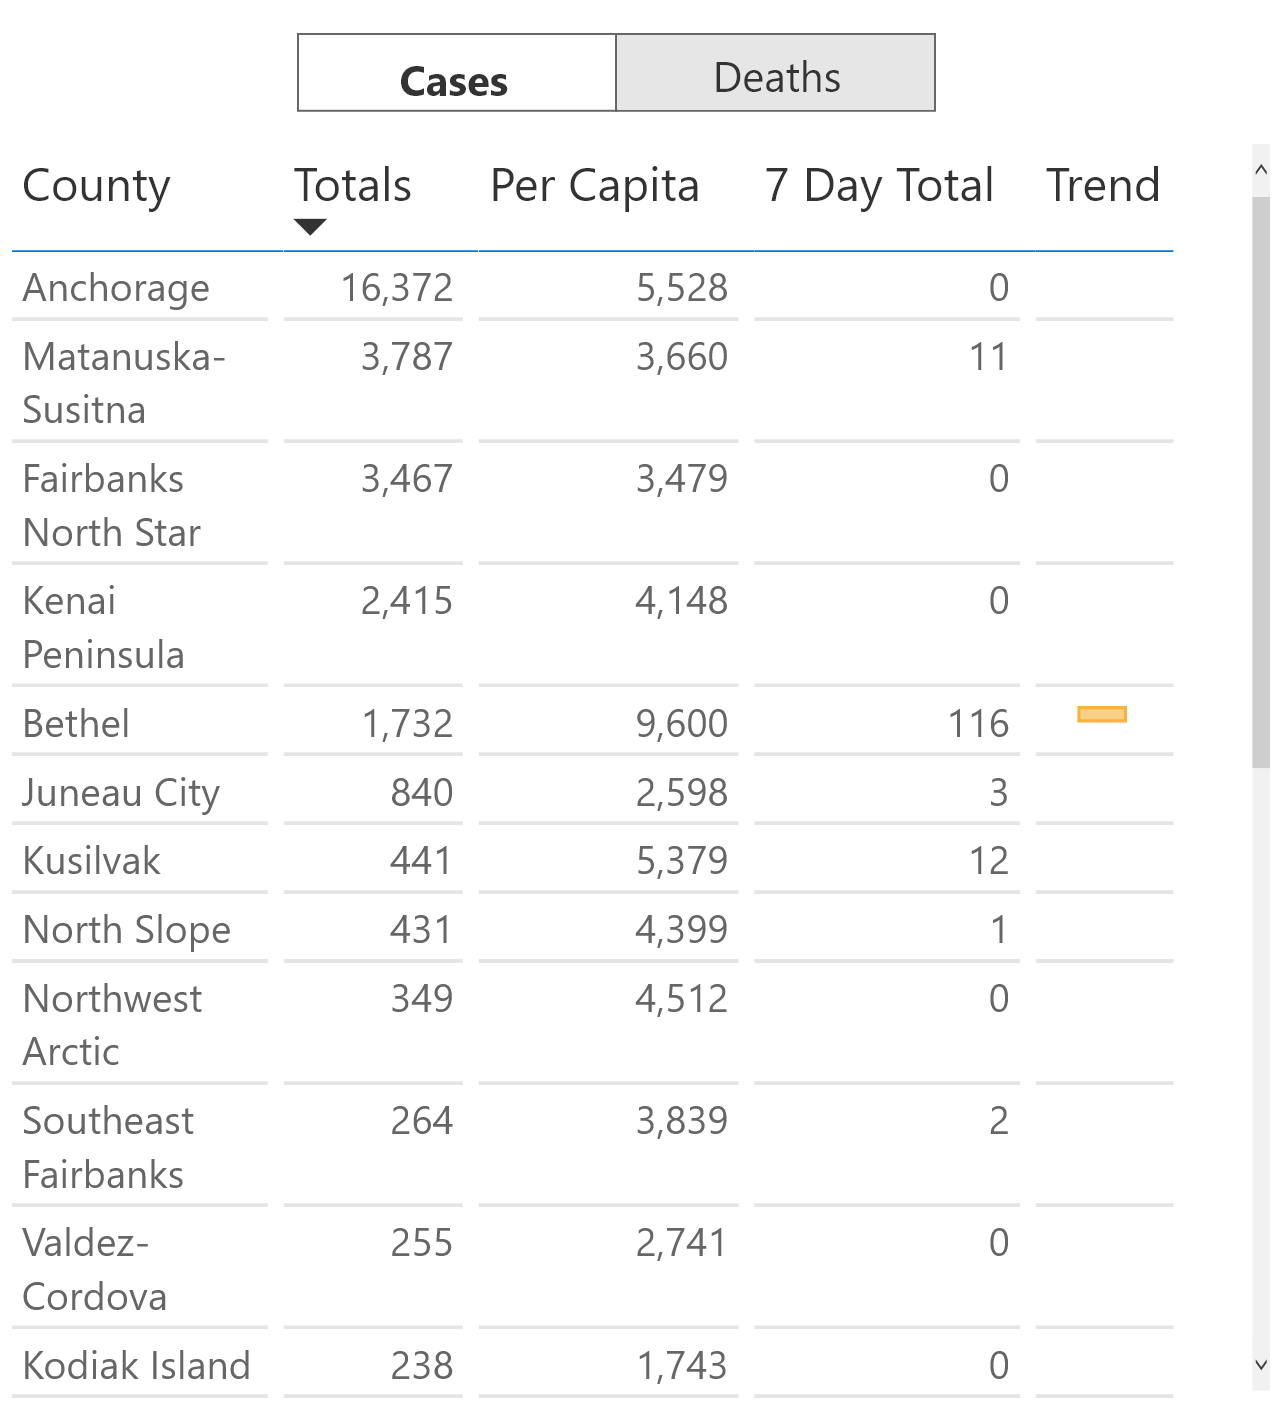 Cases Deaths
County Totals Per Capita 7 Day Total Trend
Anchorage 16,372 5,528 0
Matanuska- 3,787 3,660 11
Susitna
Fairbanks 3,467 3,479 0
North Star
Kenai 2,415 4,148 0
Peninsula
Bethel 1,732 9,600 116
Juneau City 840 2,598 3
Kusilvak 441 5,379 12
North Slope 431 4,399 1
Northwest 349 4,512 0
Arctic
Southeast 264 3,839 2
Fairbanks
Valdez- 255 2,741 0
Cordova
Kodiak Island 238 1,743 0